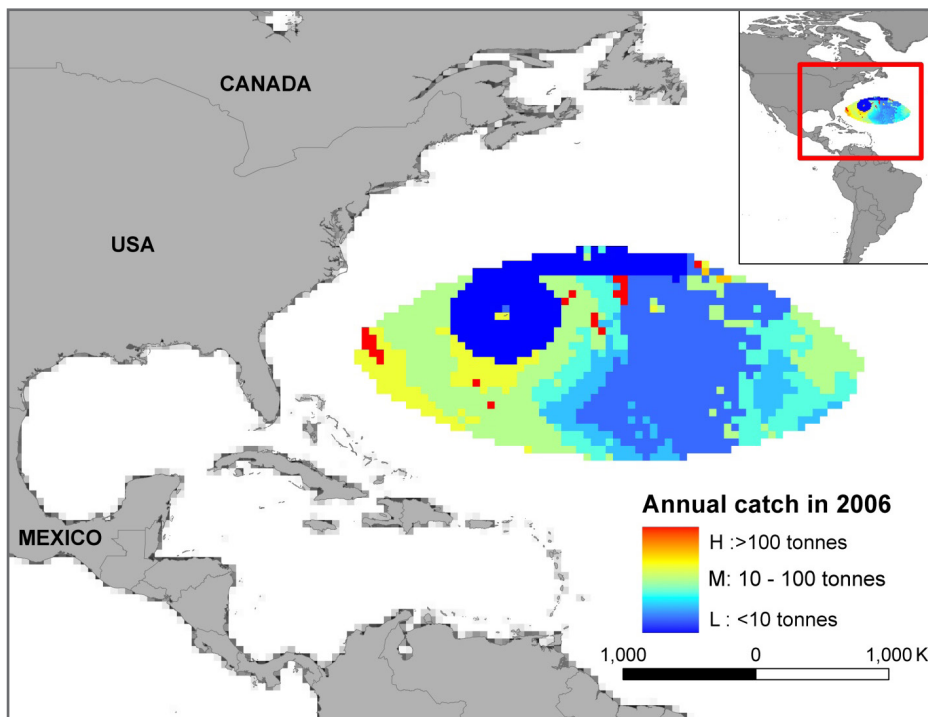 CANADA
USA
MEXICO
Annual catch in 2006
H :>100 tonnes
M: 10 - 100 tonnes
L : <10 tonnes
1,000 0 1,000 K